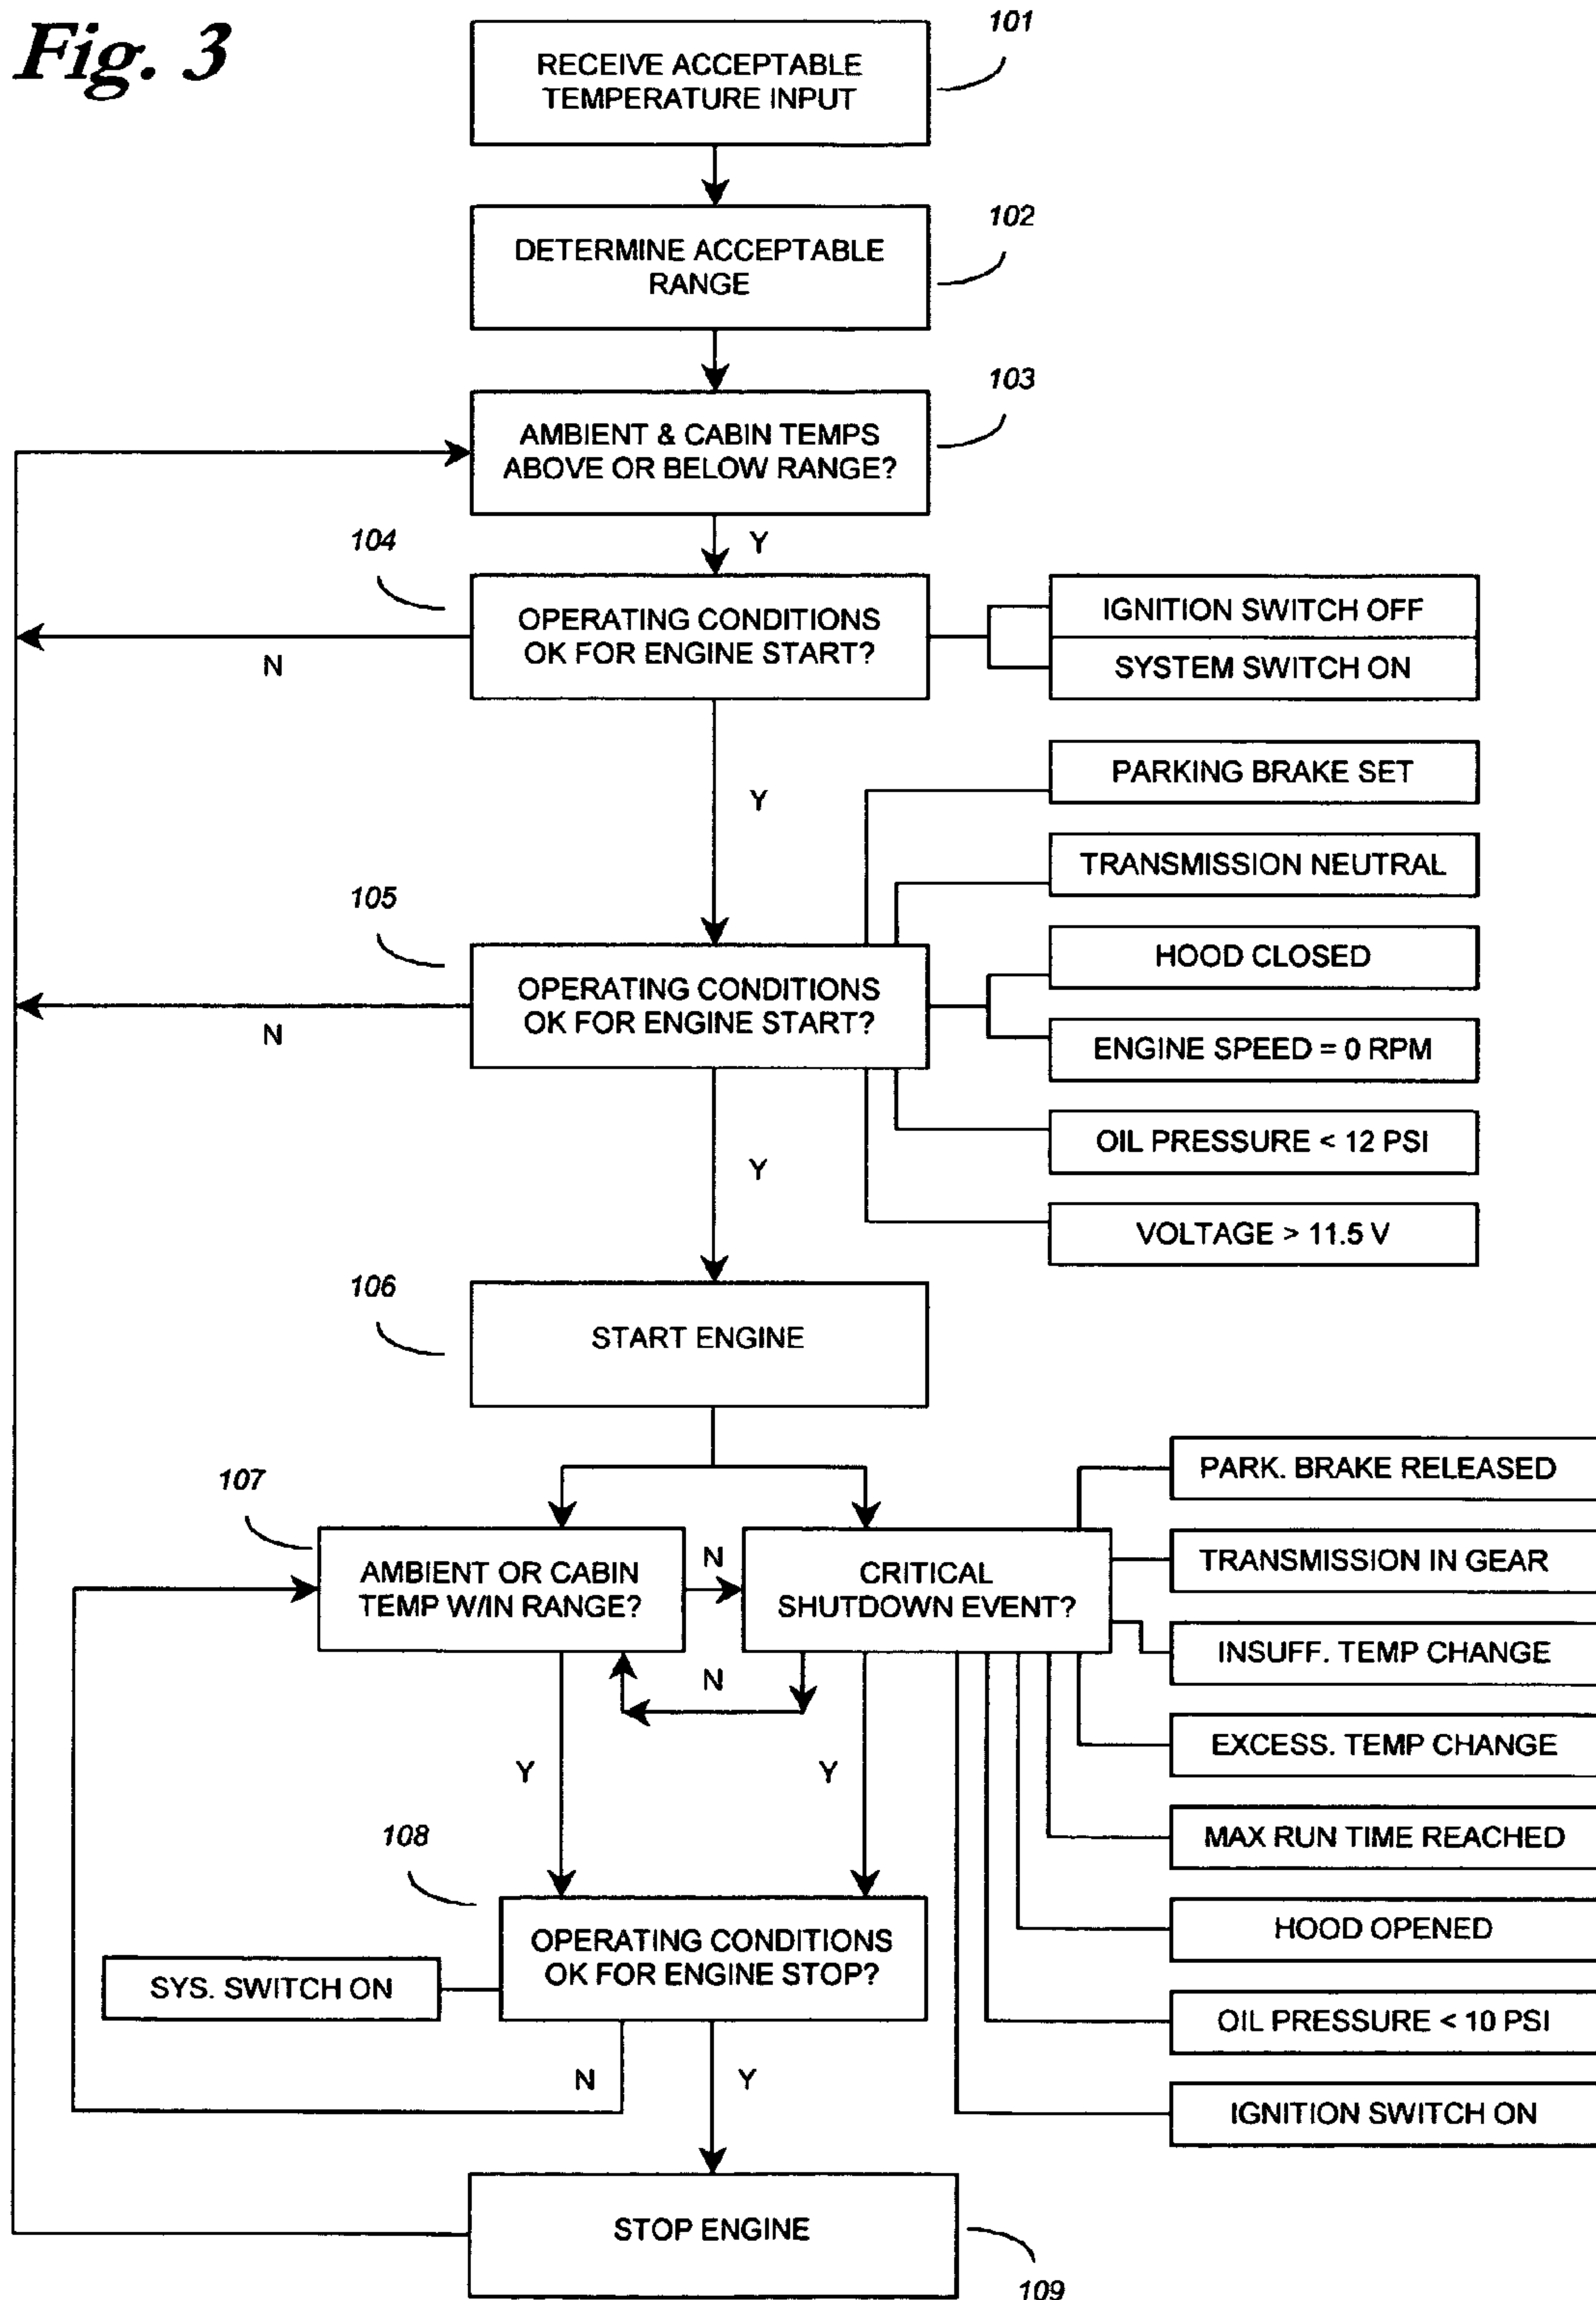 Fig. 3
101
RECEIVE ACCEPTABLE
TEMPERATURE INPUT
102
DETERMINE ACCEPTABLE
RANGE
103
AMBIENT & CABIN TEMPS
ABOVE OR BELOW RANGE?
Y
104
OPERATING CONDITIONS
OK FOR ENGINE START?
N
IGNITION SWITCH OFF
SYSTEM SWITCH ON
Y
PARKING BRAKE SET
TRANSMISSION NEUTRAL
105
OPERATING CONDITIONS
OK FOR ENGINE START?
N
HOOD CLOSED
ENGINE SPEED = 0 RPM
OIL PRESSURE < 12 PSI
VOLTAGE > 11.5 V
Y
106
START ENGINE
107
AMBIENT OR CABIN
TEMP W/IN RANGE?
N
CRITICAL
SHUTDOWN EVENT?
N
PARK. BRAKE RELEASED
TRANSMISSION IN GEAR
INSUFF. TEMP CHANGE
EXCESS. TEMP CHANGE
MAX RUN TIME REACHED
HOOD OPENED
OIL PRESSURE < 10 PSI
IGNITION SWITCH ON
Y
Y
108
OPERATING CONDITIONS
OK FOR ENGINE STOP?
SYS. SWITCH ON
N
Y
STOP ENGINE
109